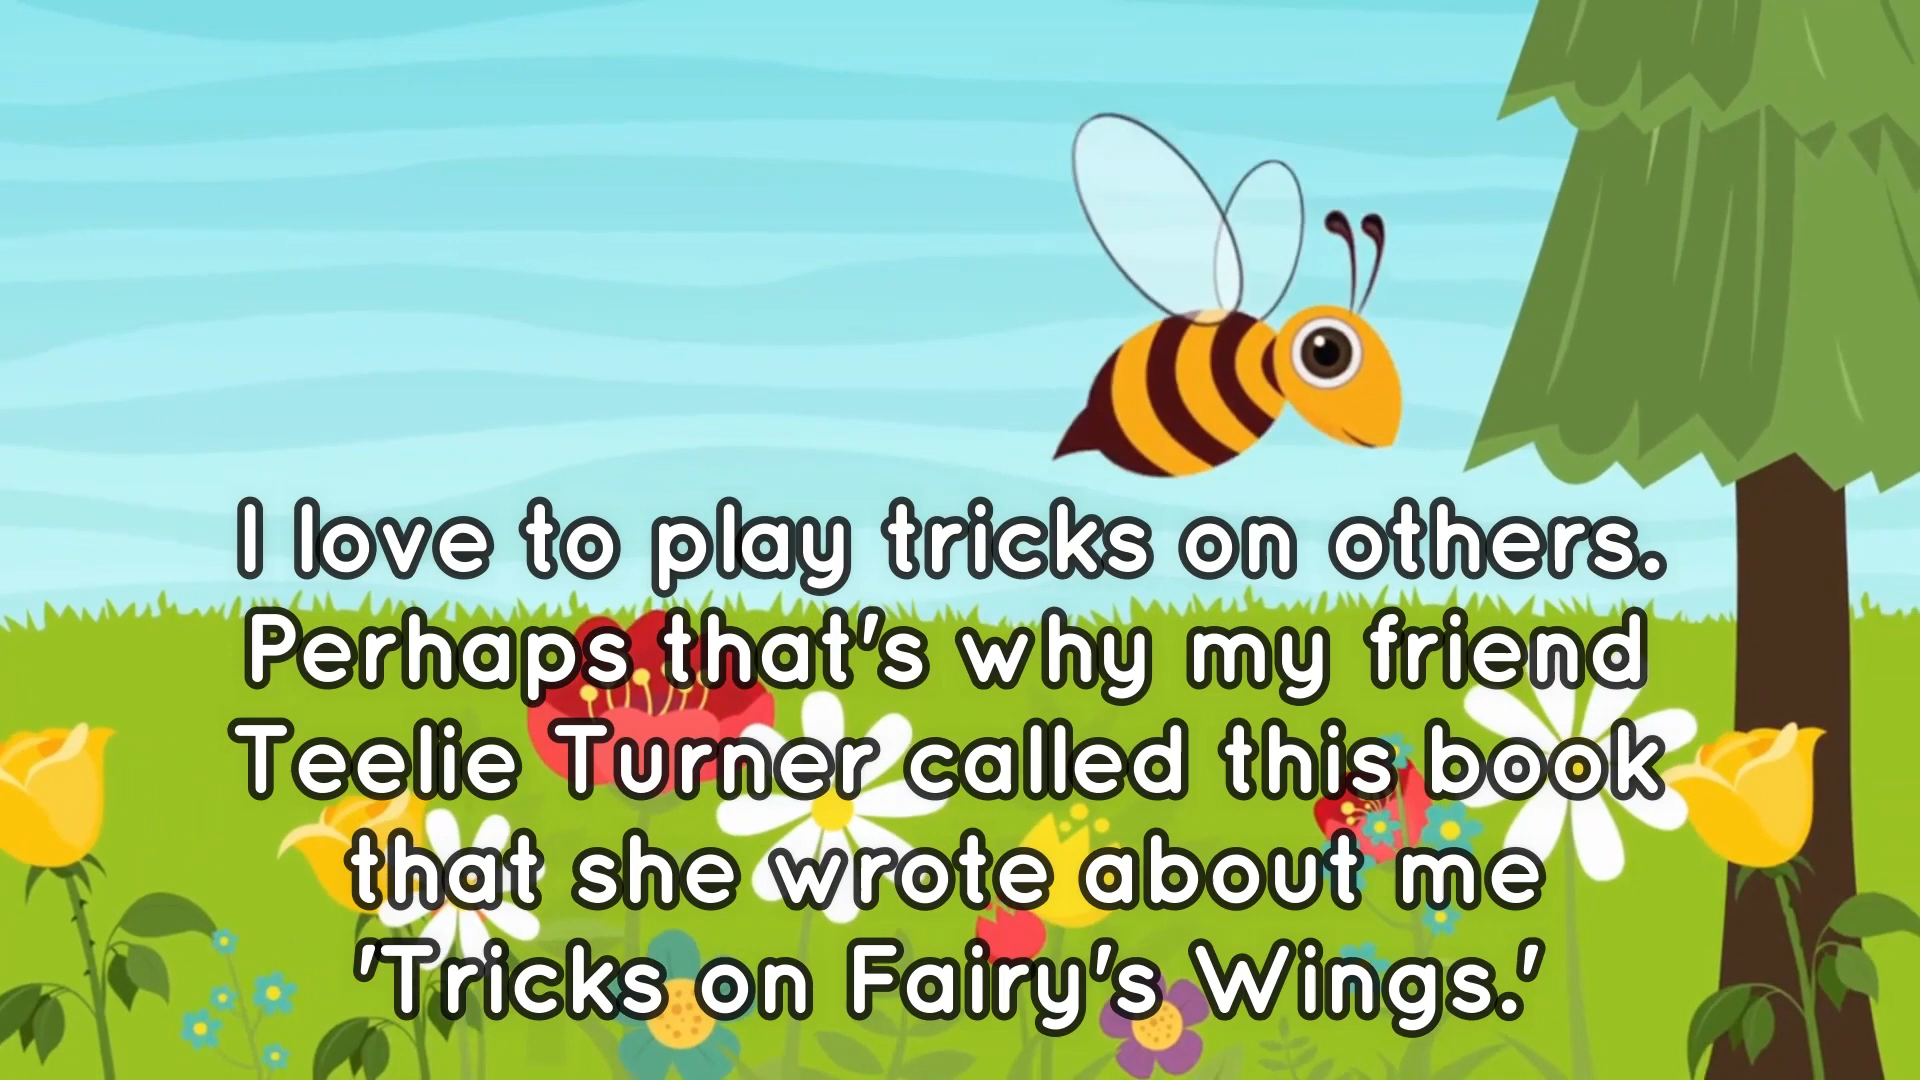 I love to play tricks on others.
Perhaps that's why my friend
Teelie Turner called this book
that she wrote about me
'Tricks on Fairy's Wings.'